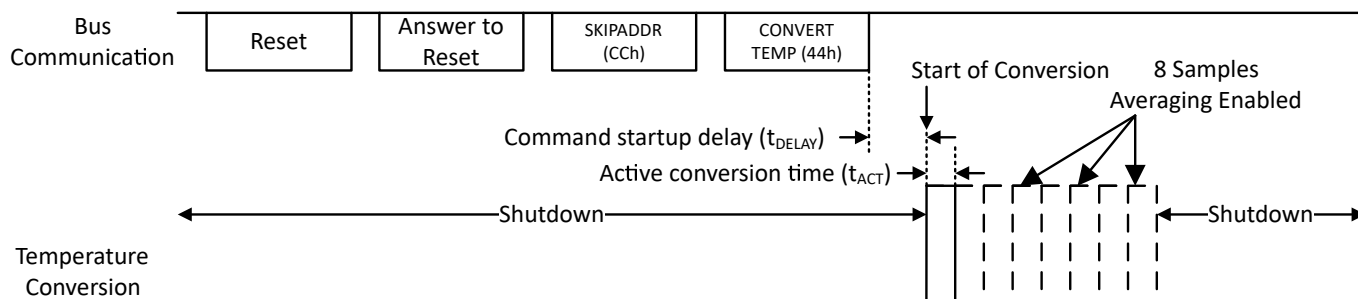 Bus
Communication
Reset
Answer to
Reset
SKIPADDR
(CCh)
CONVERT
TEMP (44h)
Start of Conversion
8 Samples
Averaging Enabled
Command startup delay (tDELAY)
Active conversion time (tACT)
Shutdown
Shutdown
Temperature
Conversion